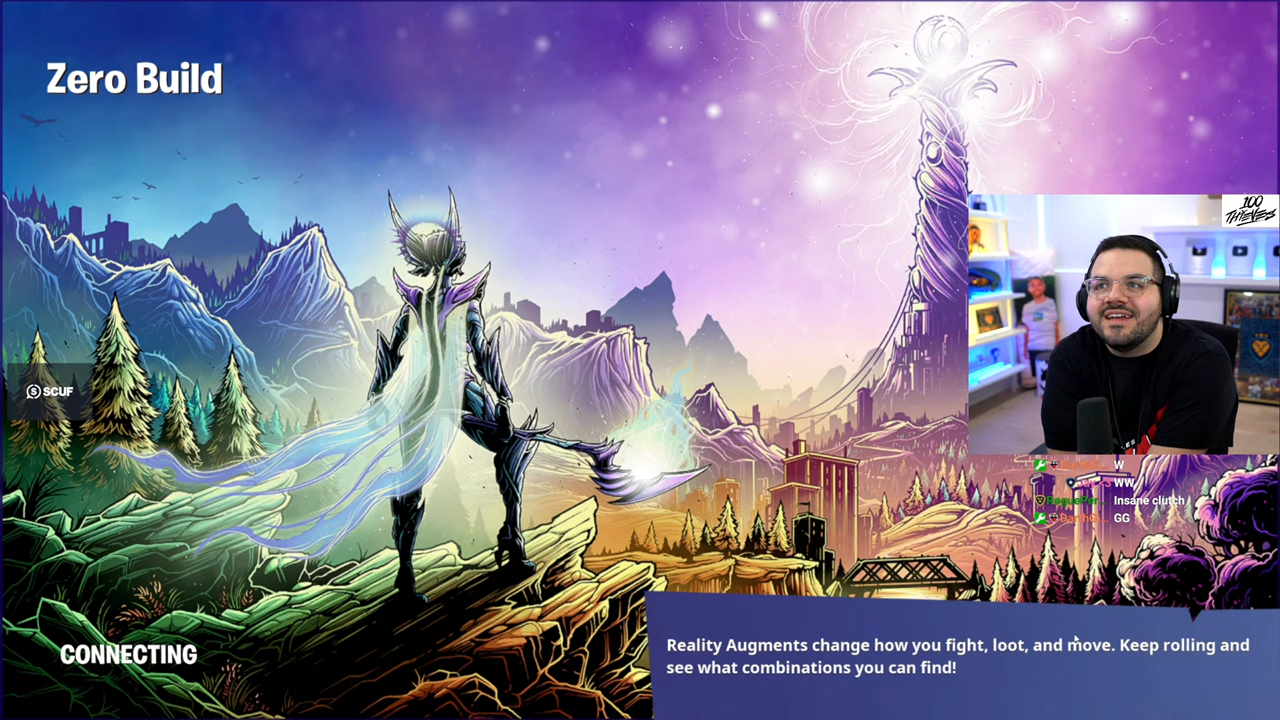 Zero Build
100
THIEVES
SCUF
W
WW
Insane clutch
GG
CONNECTING
Reality Augments change how you fight, loot, and move. Keep rolling and
see what combinations you can find!